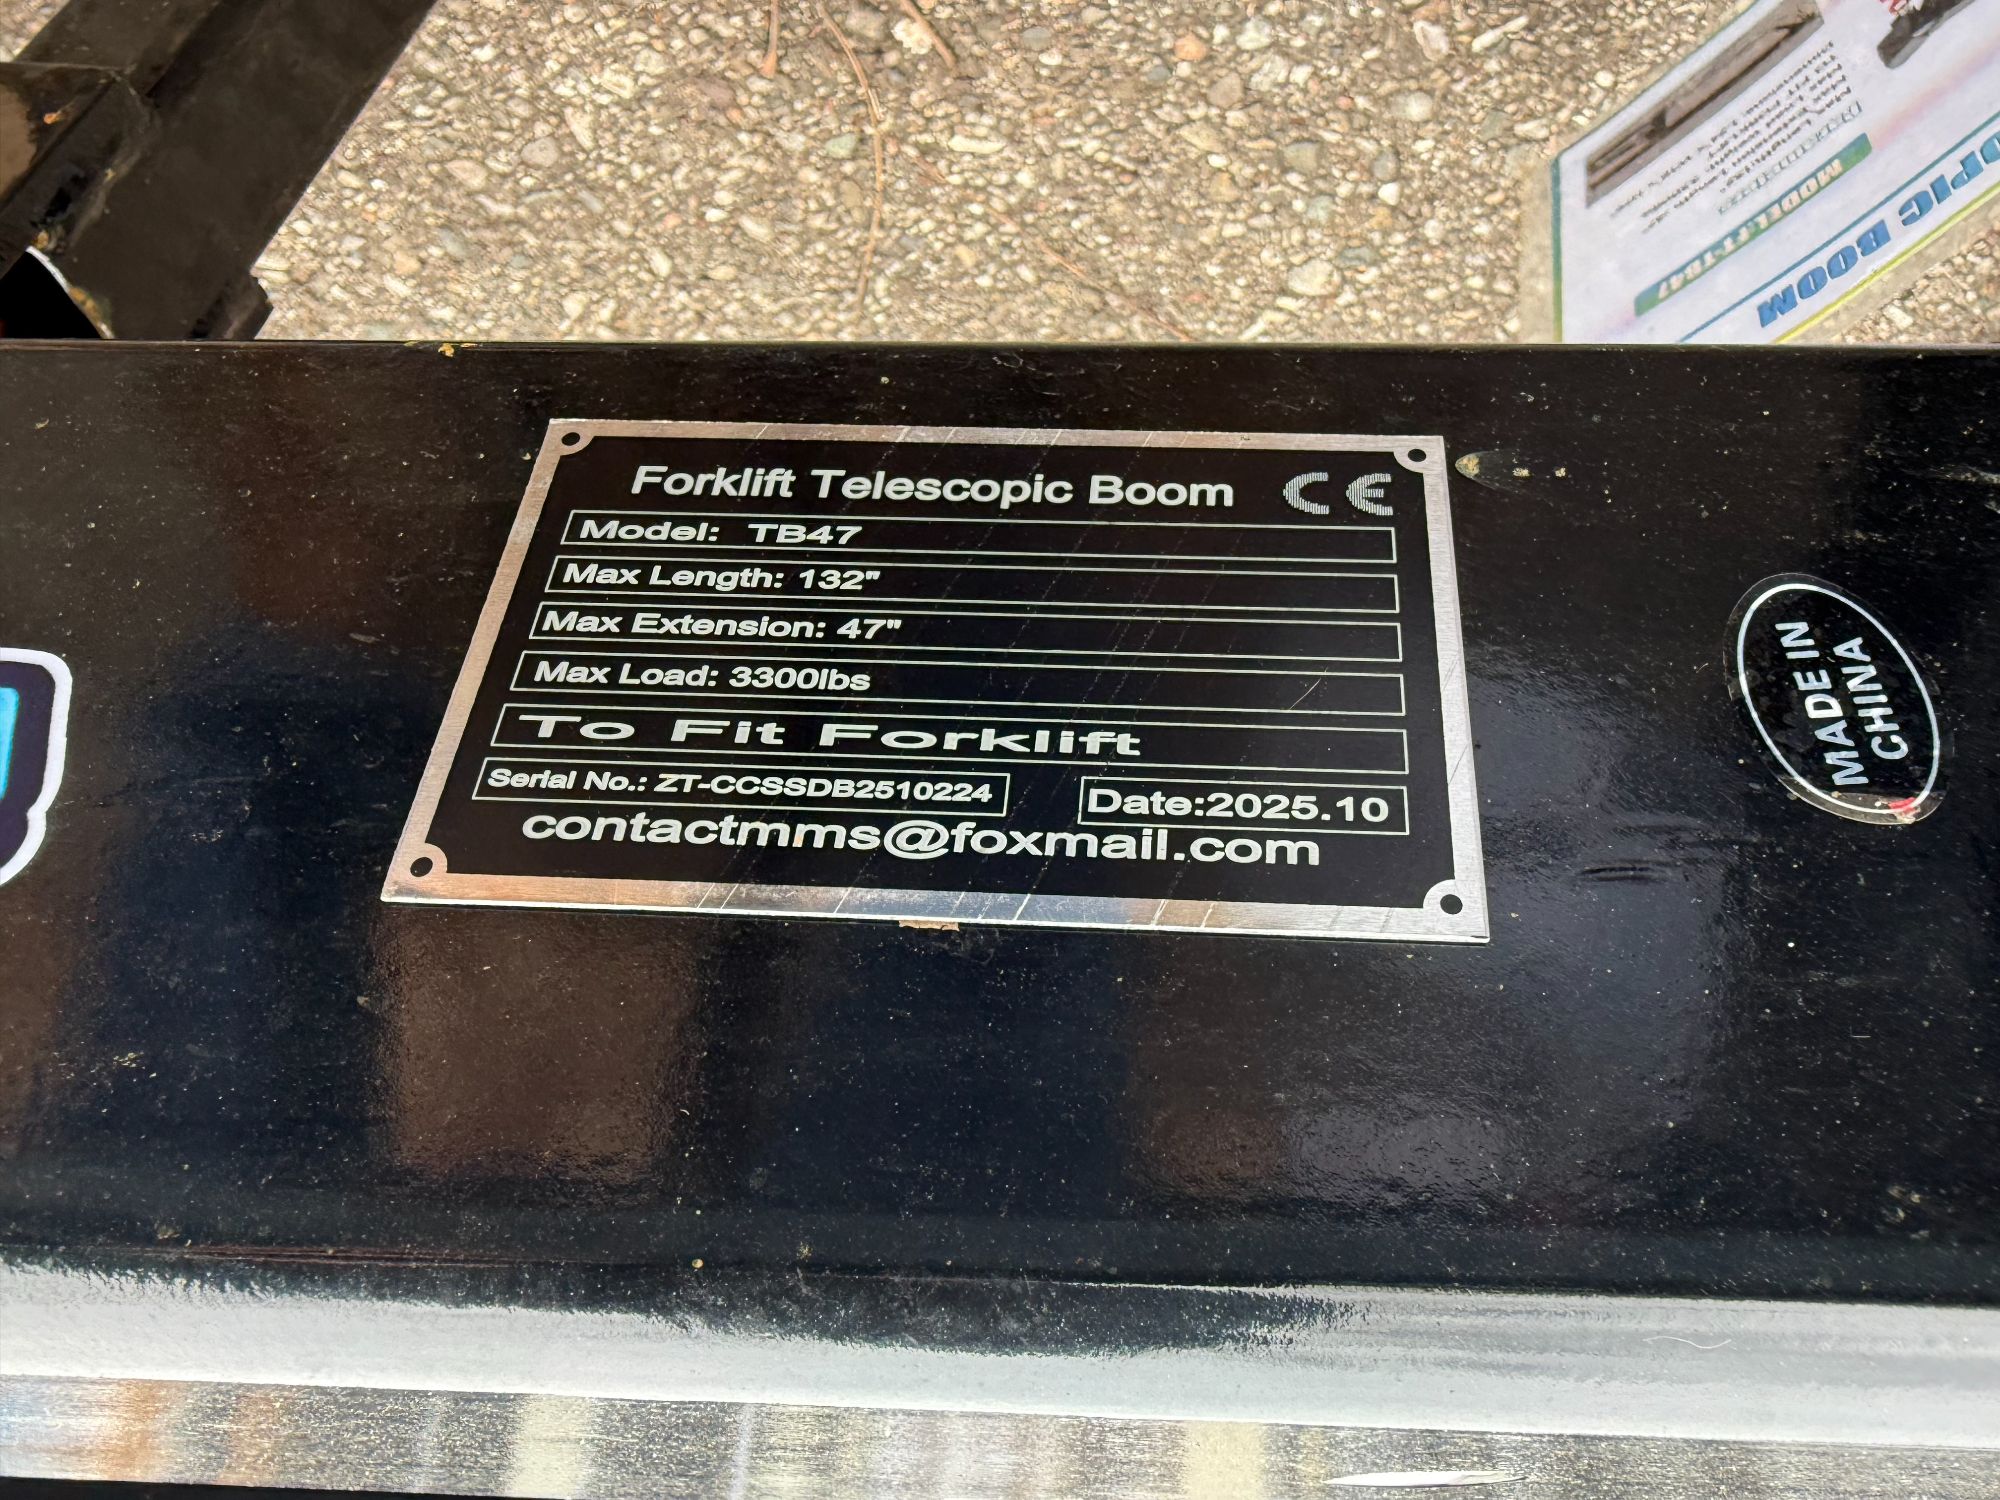 Forklift Telescopic Boom CE
Model: TB47
Max Length: 132"
Max Extension: 47"
Max Load: 3300lbs
To Fit Forklift
Serial No.: ZT-CCSSDB2510224
Date:2025.10
contactmms@foxmail.com
MADE IN
CHINA
OPIC BOOM